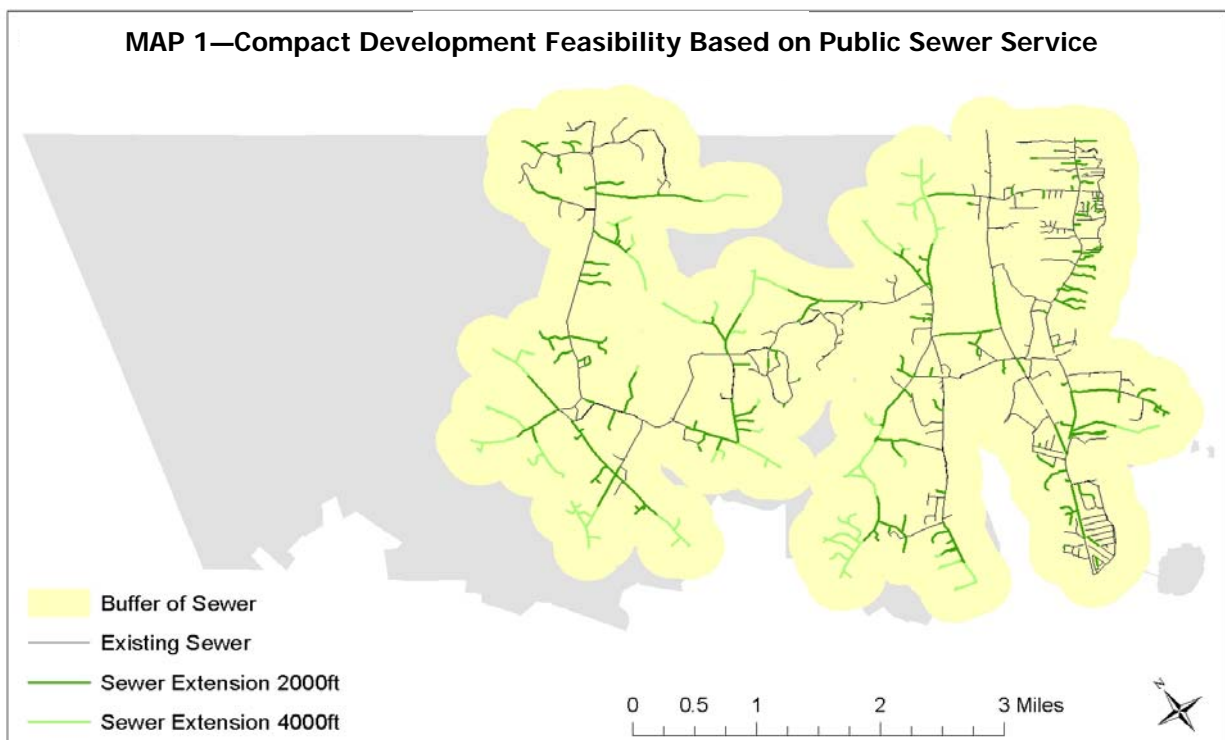 MAP 1—Compact Development Feasibility Based on Public Sewer Service
Buffer of Sewer
Existing Sewer
Sewer Extension 2000ft
Sewer Extension 4000ft
0 0.5 1 2 3 Miles
N